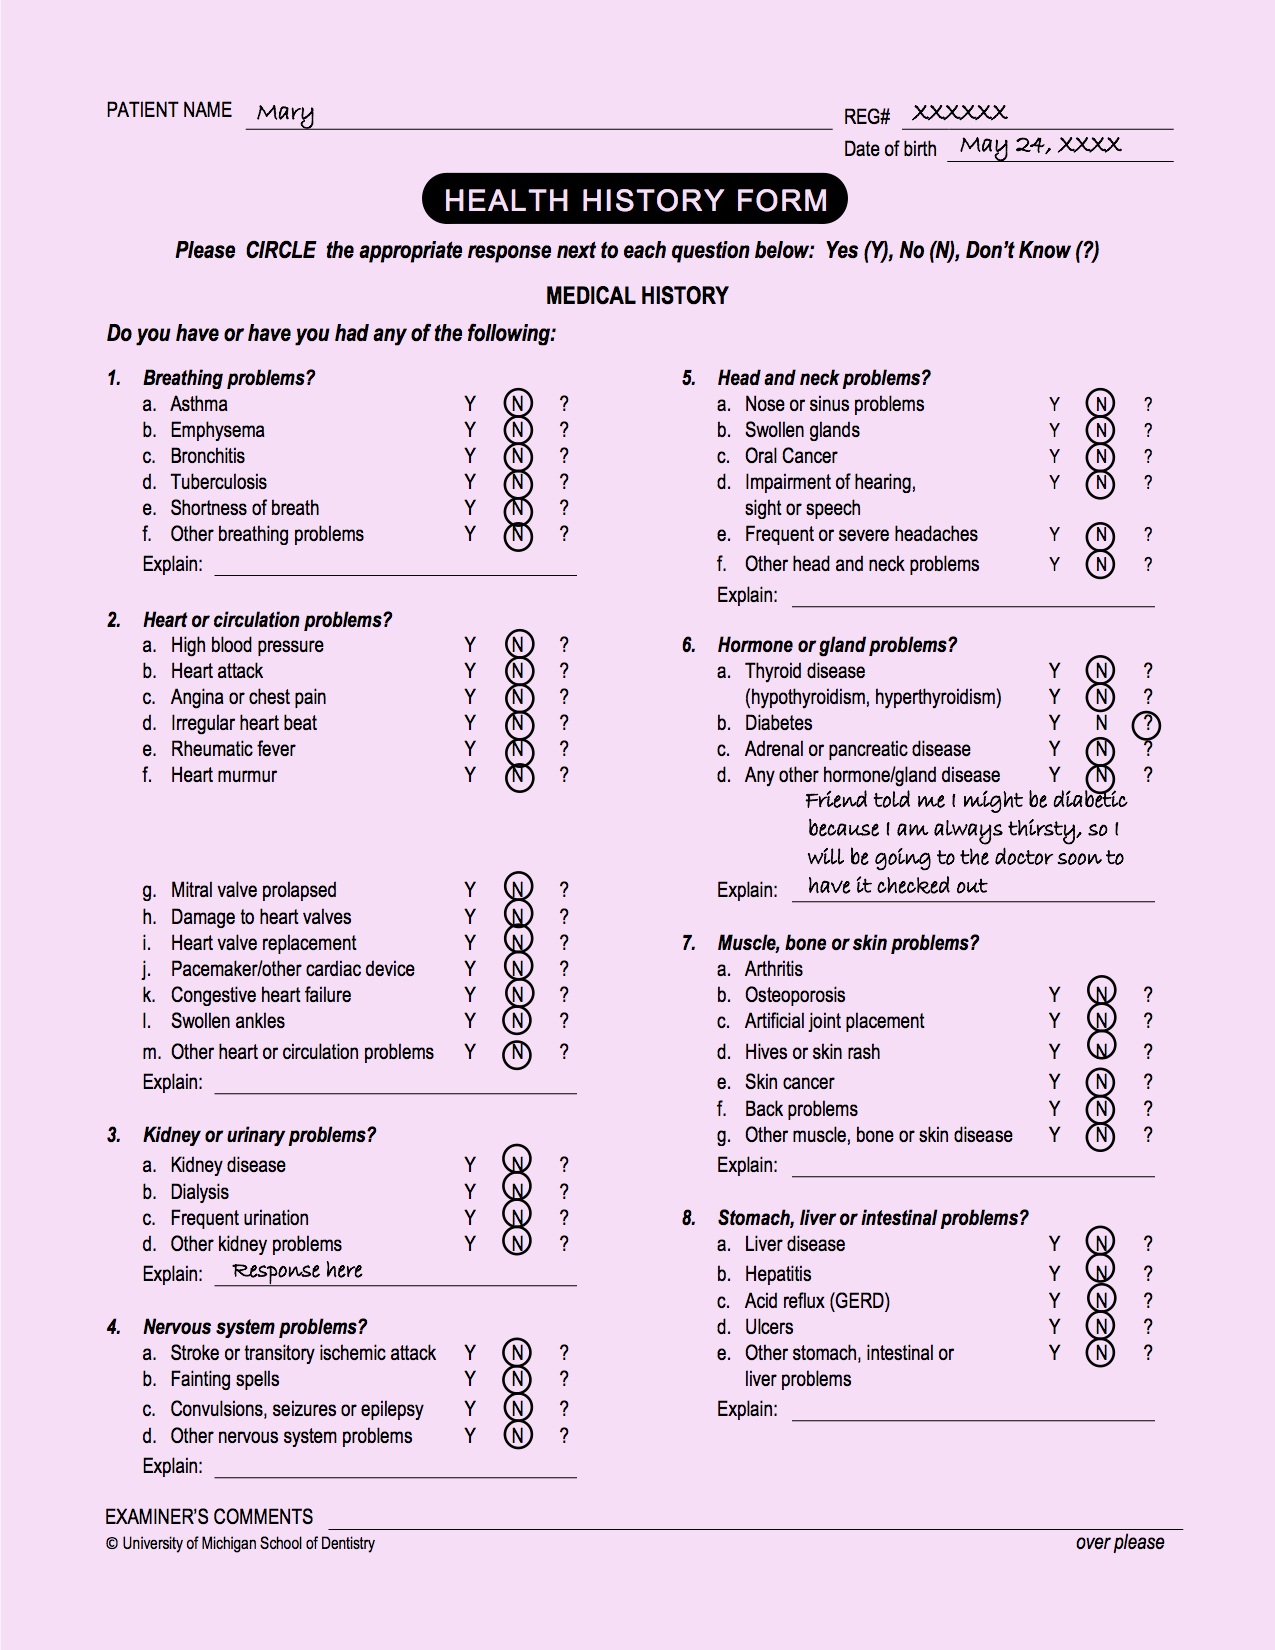 PATIENT NAME Mary
REG# XXXXXX
Date of birth May 24, XXXX
HEALTH HISTORY FORM
Please CIRCLE the appropriate response next to each question below: Yes (Y), No (N), Don't Know (?)
MEDICAL HISTORY
Do you have or have you had any of the following:
1. Breathing problems?
a. Asthma Y N ?
b. Emphysema Y N ?
c. Bronchitis Y N ?
d. Tuberculosis Y N ?
e. Shortness of breath Y N ?
f. Other breathing problems Y N ?
Explain:
2. Heart or circulation problems?
a. High blood pressure Y N ?
b. Heart attack Y N ?
c. Angina or chest pain Y N ?
d. Irregular heart beat Y N ?
e. Rheumatic fever Y N ?
f. Heart murmur Y N ?
g. Mitral valve prolapsed Y N ?
h. Damage to heart valves Y N ?
i. Heart valve replacement Y N ?
j. Pacemaker/other cardiac device Y N ?
k. Congestive heart failure Y N ?
l. Swollen ankles Y N ?
m. Other heart or circulation problems Y N ?
Explain:
3. Kidney or urinary problems?
a. Kidney disease Y N ?
b. Dialysis Y N ?
c. Frequent urination Y N ?
d. Other kidney problems Y N ?
Explain: Response here
4. Nervous system problems?
a. Stroke or transitory ischemic attack Y N ?
b. Fainting spells Y N ?
c. Convulsions, seizures or epilepsy Y N ?
d. Other nervous system problems Y N ?
Explain:
5. Head and neck problems?
a. Nose or sinus problems Y N ?
b. Swollen glands Y N ?
c. Oral Cancer Y N ?
d. Impairment of hearing, Y N ?
sight or speech
e. Frequent or severe headaches Y N ?
f. Other head and neck problems Y N ?
Explain:
6. Hormone or gland problems?
a. Thyroid disease Y N ?
(hypothyroidism, hyperthyroidism) Y N ?
b. Diabetes Y N ?
c. Adrenal or pancreatic disease Y N ?
d. Any other hormone/gland disease Y N ?
Friend told me I might be diabetic
because I am always thirsty, so I
will be going to the doctor soon to
Explain: have it checked out
7. Muscle, bone or skin problems?
a. Arthritis
b. Osteoporosis Y N ?
c. Artificial joint placement Y N ?
d. Hives or skin rash Y N ?
e. Skin cancer Y N ?
f. Back problems Y N ?
g. Other muscle, bone or skin disease Y N ?
Explain:
8. Stomach, liver or intestinal problems?
a. Liver disease Y N ?
b. Hepatitis Y N ?
c. Acid reflux (GERD) Y N ?
d. Ulcers Y N ?
e. Other stomach, intestinal or Y N ?
liver problems
Explain:
EXAMINER'S COMMENTS
© University of Michigan School of Dentistry
over please